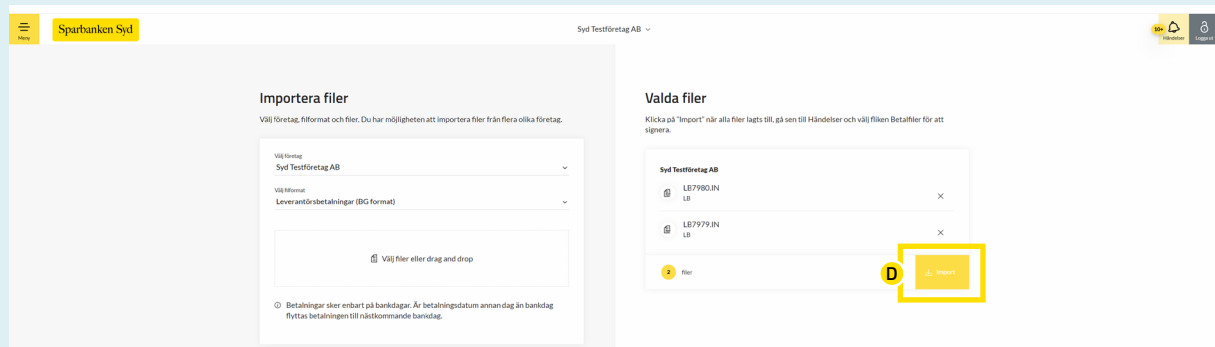 Meny
Sparbanken Syd
Syd Testföretag AB
10+
Händelser
Logga ut
Importera filer
Välj företag, filformat och filer. Du har möjligheten att importera filer från flera olika företag.
Välj företag
Syd Testföretag AB
Välj filformat
Leverantörsbetalningar (BG format)
Välj filer eller drag and drop
Betalningar sker enbart på bankdagar. Är betalningsdatum annan dag än bankdag
flyttas betalningen till nästkommande bankdag.
Valda filer
Klicka på "Import" när alla filer lagts till, gå sen till Händelser och välj fliken Betalfiler för att
signera.
Syd Testföretag AB
LB7980.IN
LB
LB7979.IN
LB
2 filer
D
Import